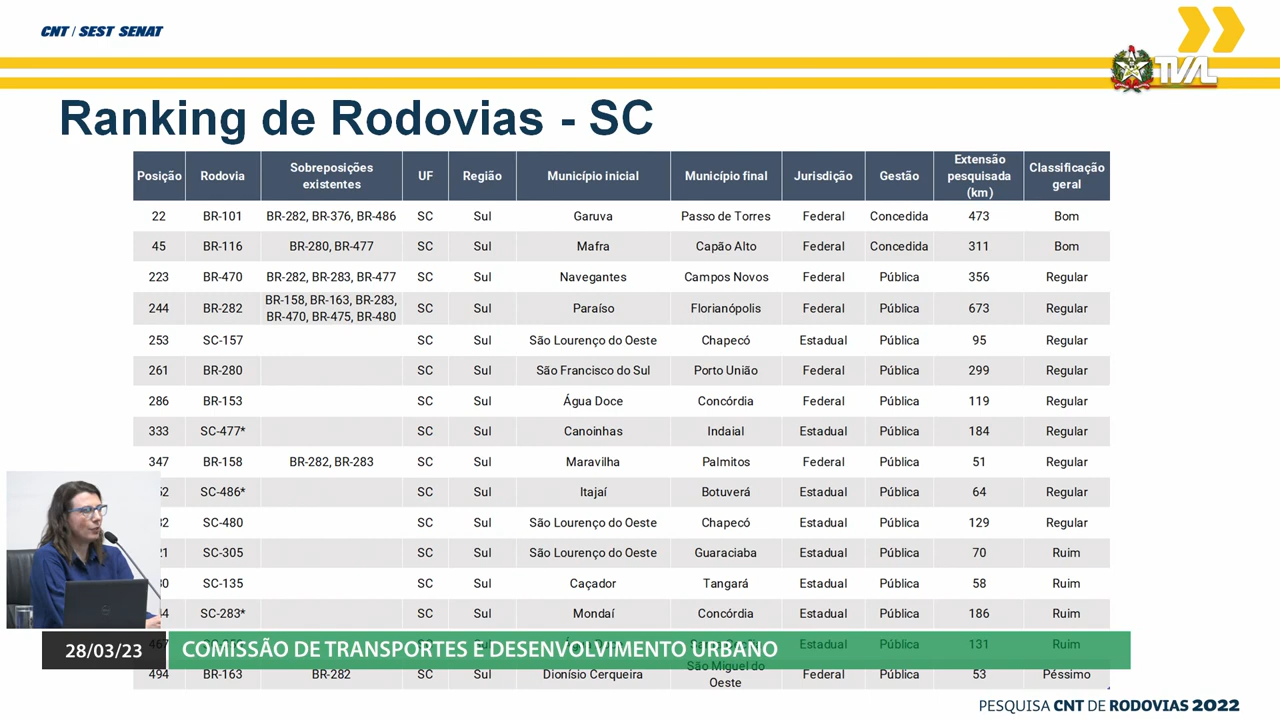 CNT / SEST SENAT
TVAL
Ranking de Rodovias - SC
Posição Rodovia Sobreposições existentes UF Região Município inicial Município final Jurisdição Gestão Extensão pesquisada (km) Classificação geral
22 BR-101 BR-282, BR-376, BR-486 SC Sul Garuva Passo de Torres Federal Concedida 473 Bom
45 BR-116 BR-280, BR-477 SC Sul Mafra Capão Alto Federal Concedida 311 Bom
223 BR-470 BR-282, BR-283, BR-477 SC Sul Navegantes Campos Novos Federal Pública 356 Regular
244 BR-282 BR-158, BR-163, BR-283, BR-470, BR-475, BR-480 SC Sul Paraíso Florianópolis Federal Pública 673 Regular
253 SC-157 SC Sul São Lourenço do Oeste Chapecó Estadual Pública 95 Regular
261 BR-280 SC Sul São Francisco do Sul Porto União Federal Pública 299 Regular
286 BR-153 SC Sul Água Doce Concórdia Federal Pública 119 Regular
333 SC-477* SC Sul Canoinhas Indaial Estadual Pública 184 Regular
347 BR-158 BR-282, BR-283 SC Sul Maravilha Palmitos Federal Pública 51 Regular
SC-486* SC Sul Itajaí Botuverá Estadual Pública 64 Regular
SC-480 SC Sul São Lourenço do Oeste Chapecó Estadual Pública 129 Regular
SC-305 SC Sul São Lourenço do Oeste Guaraciaba Estadual Pública 70 Ruim
SC-135 SC Sul Caçador Tangará Estadual Pública 58 Ruim
SC-283* SC Sul Mondaí Concórdia Estadual Pública 186 Ruim
467 SC Sul Estadual Pública 131 Ruim
28/03/23 COMISSÃO DE TRANSPORTES E DESENVOLVIMENTO URBANO
494 BR-163 BR-282 SC Sul Dionísio Cerqueira São Miguel do Oeste Federal Pública 53 Péssimo
PESQUISA CNT DE RODOVIAS 2022